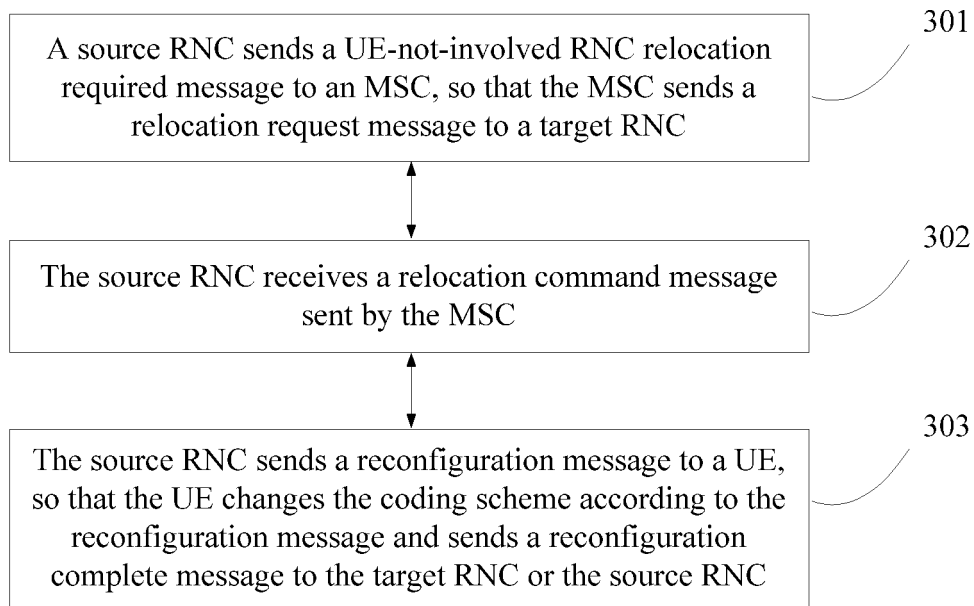 301
A source RNC sends a UE-not-involved RNC relocation
required message to an MSC, so that the MSC sends a
relocation request message to a target RNC
302
The source RNC receives a relocation command message
sent by the MSC
303
The source RNC sends a reconfiguration message to a UE,
so that the UE changes the coding scheme according to the
reconfiguration message and sends a reconfiguration
complete message to the target RNC or the source RNC